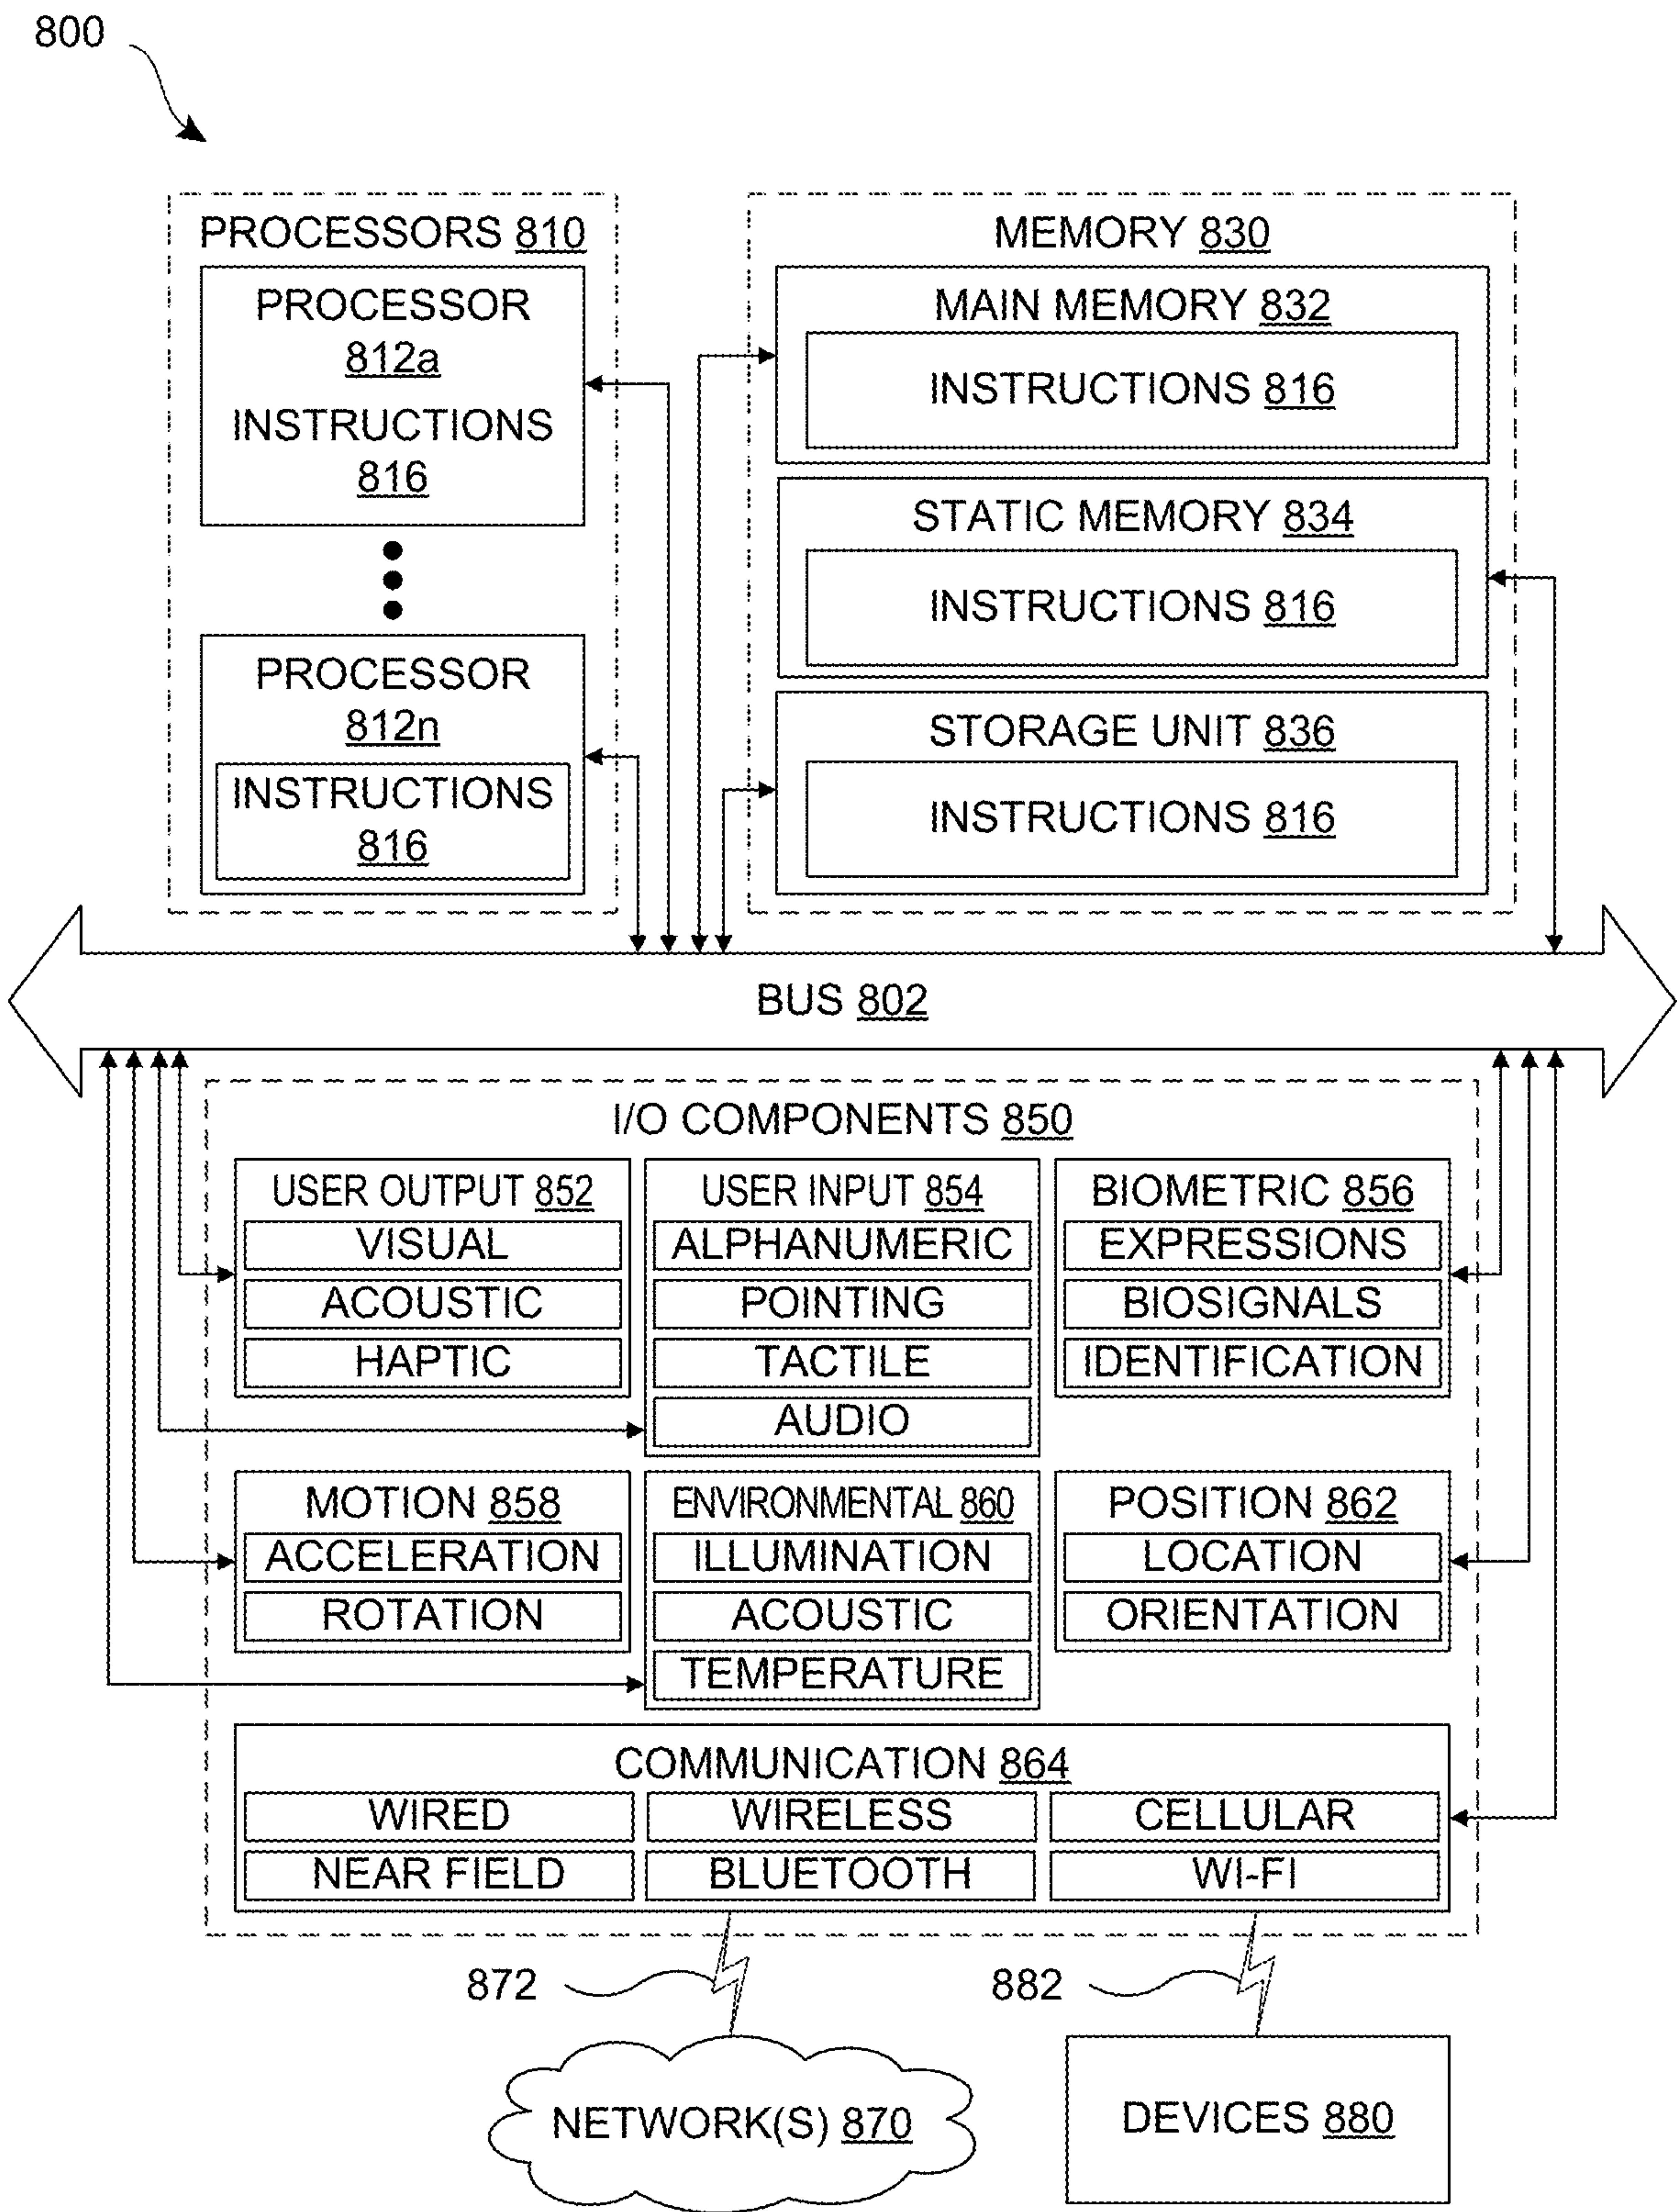 800
PROCESSORS 810
PROCESSOR
812a
INSTRUCTIONS
816
PROCESSOR
812n
INSTRUCTIONS
816
MEMORY 830
MAIN MEMORY 832
INSTRUCTIONS 816
STATIC MEMORY 834
INSTRUCTIONS 816
STORAGE UNIT 836
INSTRUCTIONS 816
BUS 802
I/O COMPONENTS 850
USER OUTPUT 852
VISUAL
ACOUSTIC
HAPTIC
USER INPUT 854
ALPHANUMERIC
POINTING
TACTILE
AUDIO
BIOMETRIC 856
EXPRESSIONS
BIOSIGNALS
IDENTIFICATION
MOTION 858
ACCELERATION
ROTATION
ENVIRONMENTAL 860
ILLUMINATION
ACOUSTIC
TEMPERATURE
POSITION 862
LOCATION
ORIENTATION
COMMUNICATION 864
WIRED
WIRELESS
CELLULAR
NEAR FIELD
BLUETOOTH
WI-FI
872
882
NETWORK(S) 870
DEVICES 880